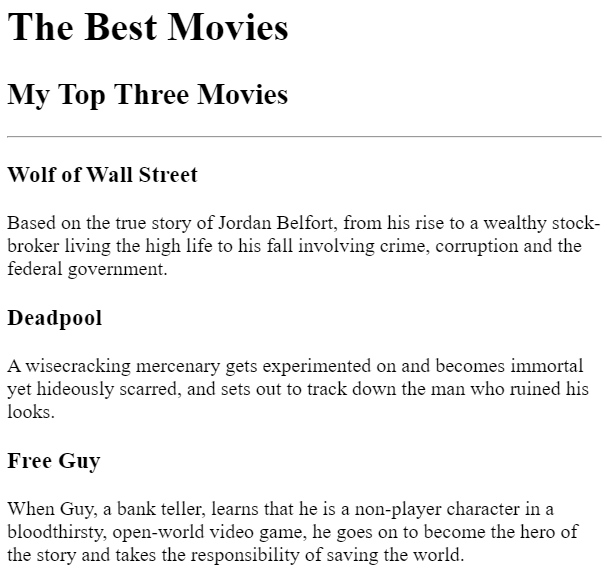 The Best Movies
My Top Three Movies
Wolf of Wall Street
Based on the true story of Jordan Belfort, from his rise to a wealthy stock-
broker living the high life to his fall involving crime, corruption and the
federal government.
Deadpool
A wisecracking mercenary gets experimented on and becomes immortal
yet hideously scarred, and sets out to track down the man who ruined his
looks.
Free Guy
When Guy, a bank teller, learns that he is a non-player character in a
bloodthirsty, open-world video game, he goes on to become the hero of
the story and takes the responsibility of saving the world.